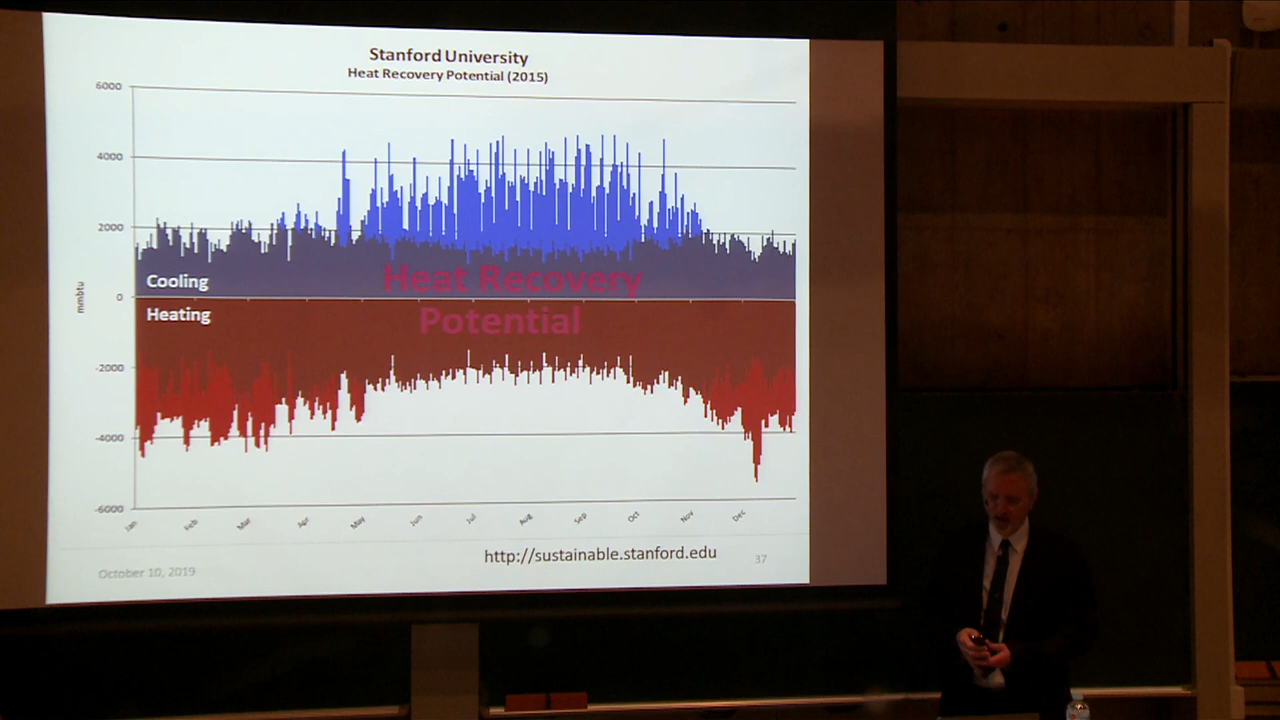 Stanford University
Heat Recovery Potential (2015)
6000
4000
2000
Cooling
Heat Recovery
mmbtu
0
Heating
Potential
-2000
-4000
-6000
Jan Feb Mar Apr May Jun Jul Aug Sep Oct Nov Dec
http://sustainable.stanford.edu
37
October 10, 2019